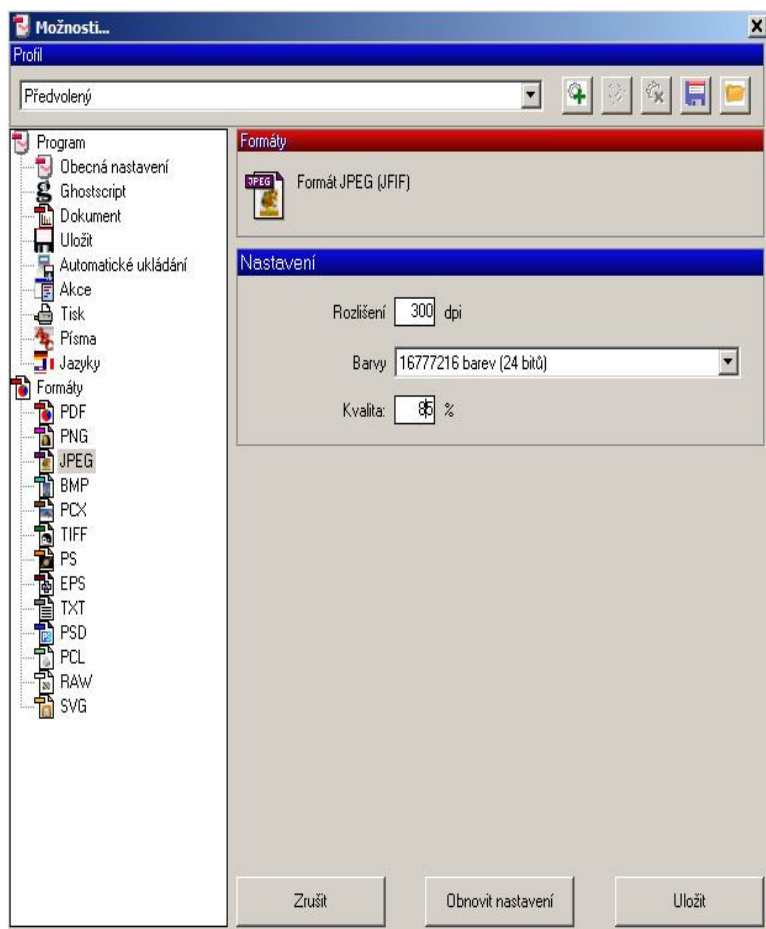 Možnosti...
Profil
Předvolený
Program
Obecná nastavení
Ghostscript
Dokument
Uložit
Automatické ukládání
Akce
Tisk
Písma
Jazyky
Formáty
PDF
PNG
JPEG
BMP
PCX
TIFF
PS
EPS
TXT
PSD
PCL
RAW
SVG
Formáty
JPEG
Formát JPEG (JFIF)
Nastavení
Rozlišení 300 dpi
Barvy 16777216 barev (24 bitů)
Kvalita: 85 %
Zrušit
Obnovit nastavení
Uložit